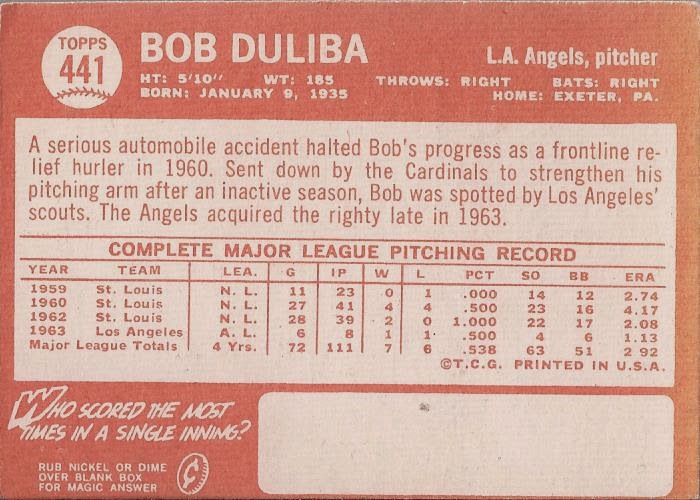 TOPPS
441
BOB DULIBA
L.A. Angels, pitcher
HT: 5'10" WT: 185 THROWS: RIGHT BATS: RIGHT
BORN: JANUARY 9, 1935 HOME: EXETER, PA.
A serious automobile accident halted Bob's progress as a frontline re-
lief hurler in 1960. Sent down by the Cardinals to strengthen his
pitching arm after an inactive season, Bob was spotted by Los Angeles'
scouts. The Angels acquired the righty late in 1963.
COMPLETE MAJOR LEAGUE PITCHING RECORD
YEAR TEAM LEA. G IP W L PCT SO BB ERA
1959 St. Louis N. L. 11 23 0 1 .000 14 12 2.74
1960 St. Louis N. L. 27 41 4 4 .500 23 16 4.17
1962 St. Louis N. L. 28 39 2 0 1.000 22 17 2.08
1963 Los Angeles A. L. 6 8 1 1 .500 4 6 1.13
Major League Totals 4 Yrs. 72 111 7 6 .538 63 51 2 92
©T.C.G. PRINTED IN U.S.A.
WHO SCORED THE MOST
TIMES IN A SINGLE INNING?
RUB NICKEL OR DIME
OVER BLANK BOX
FOR MAGIC ANSWER
¢